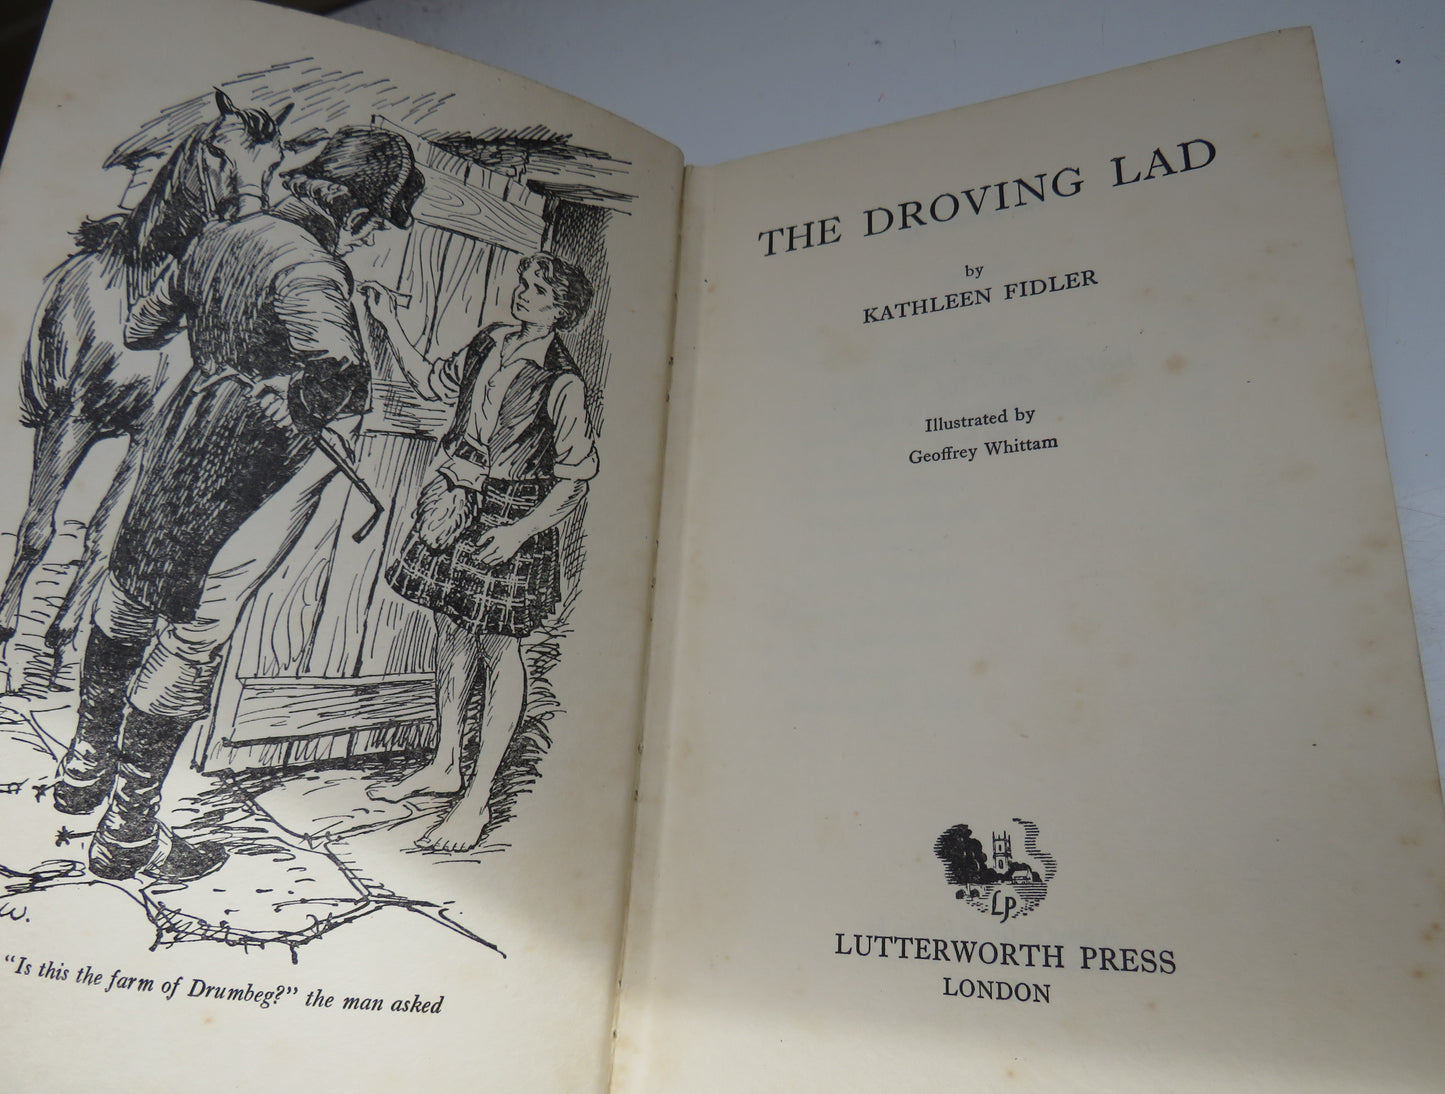 W.
"Is this the farm of Drumbeg?" the man asked
THE DROVING LAD
by
KATHLEEN FIDLER
Illustrated by
Geoffrey Whittam
LP
LUTTERWORTH PRESS
LONDON